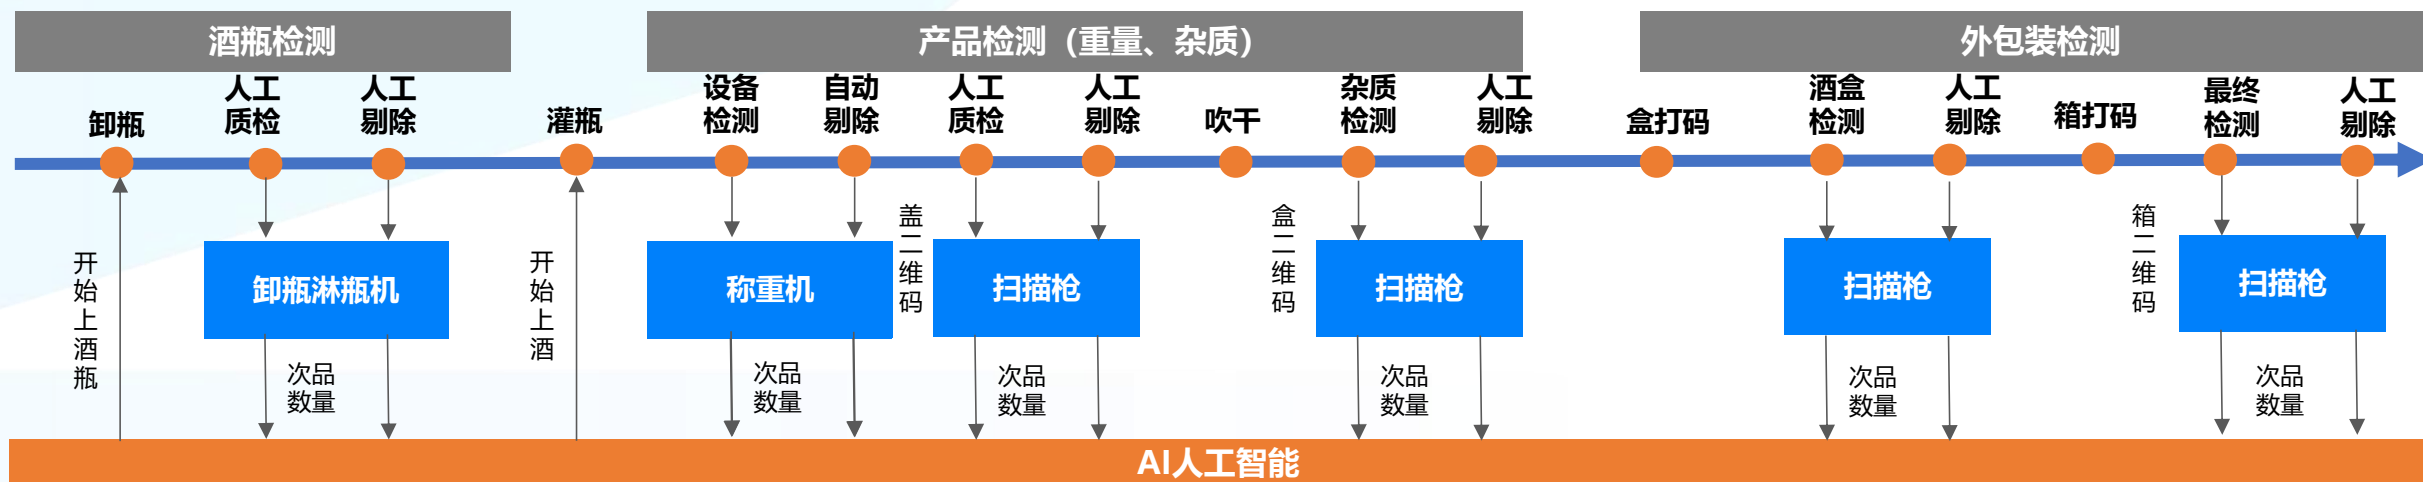 酒瓶检测
产品检测（重量、杂质）
外包装检测
卸瓶
人工
质检
人工
剔除
灌瓶
设备
检测
自动
剔除
人工
质检
人工
剔除
吹干
杂质
检测
人工
剔除
盒打码
酒盒
检测
人工
剔除
箱打码
最终
检测
人工
剔除
开始上酒瓶
卸瓶淋瓶机
次品
数量
开始上酒
称重机
次品
数量
盖二维码
扫描枪
次品
数量
盒二维码
扫描枪
次品
数量
扫描枪
次品
数量
箱二维码
扫描枪
次品
数量
AI人工智能